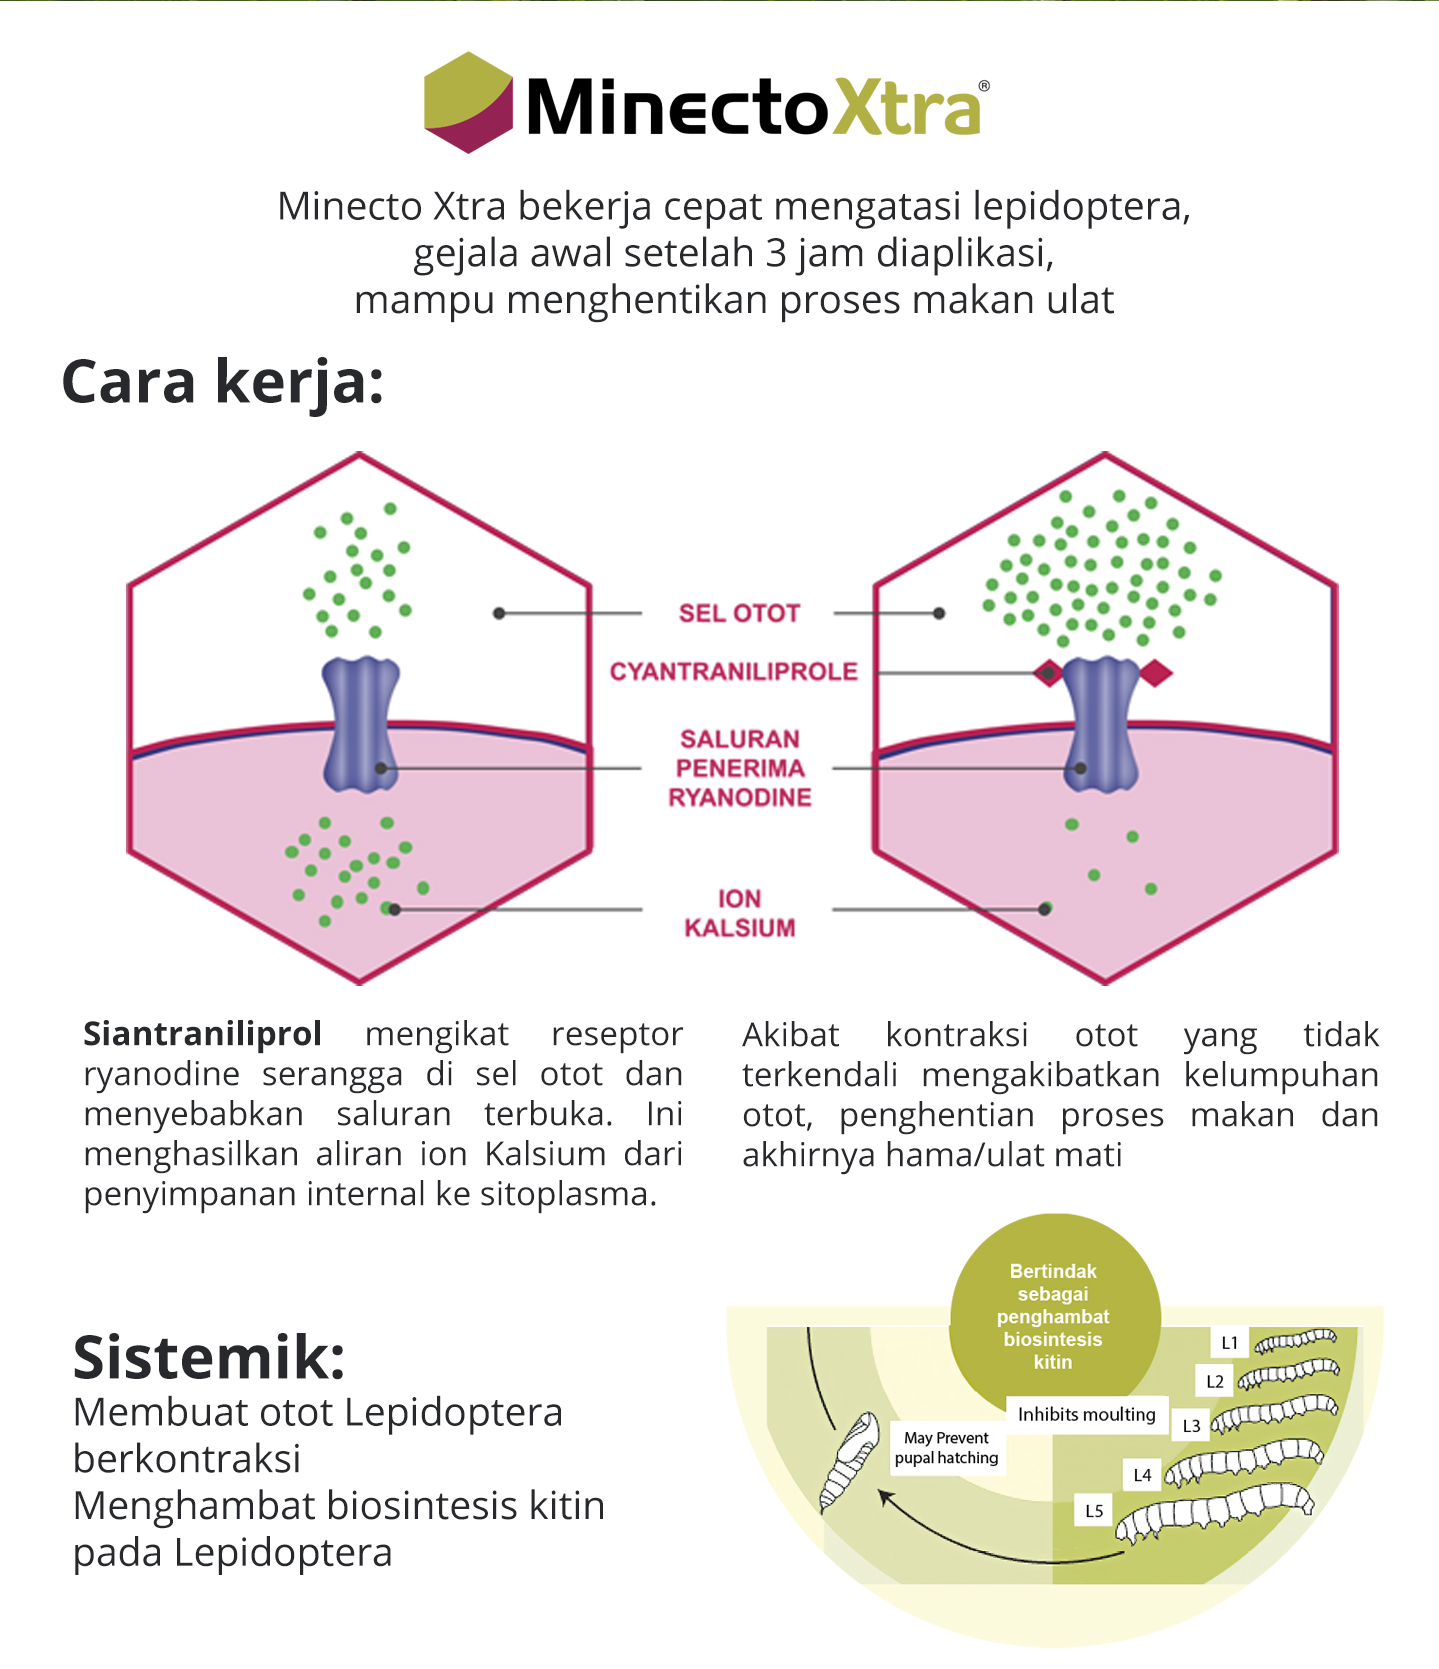 MinectoXtra®
Minecto Xtra bekerja cepat mengatasi lepidoptera,
gejala awal setelah 3 jam diaplikasi,
mampu menghentikan proses makan ulat
Cara kerja:
SEL OTOT
CYANTRANILIPROLE
SALURAN
PENERIMA
RYANODINE
ION
KALSIUM
Siantraniliprol mengikat reseptor
ryanodine serangga di sel otot dan
menyebabkan saluran terbuka. Ini
menghasilkan aliran ion Kalsium dari
penyimpanan internal ke sitoplasma.
Akibat kontraksi otot yang tidak
terkendali mengakibatkan kelumpuhan
otot, penghentian proses makan dan
akhirnya hama/ulat mati
Sistemik:
Membuat otot Lepidoptera
berkontraksi
Menghambat biosintesis kitin
pada Lepidoptera
Bertindak
sebagai
penghambat
biosintesis
kitin
L1
L2
Inhibits moulting
L3
May Prevent
pupal hatching
L4
L5